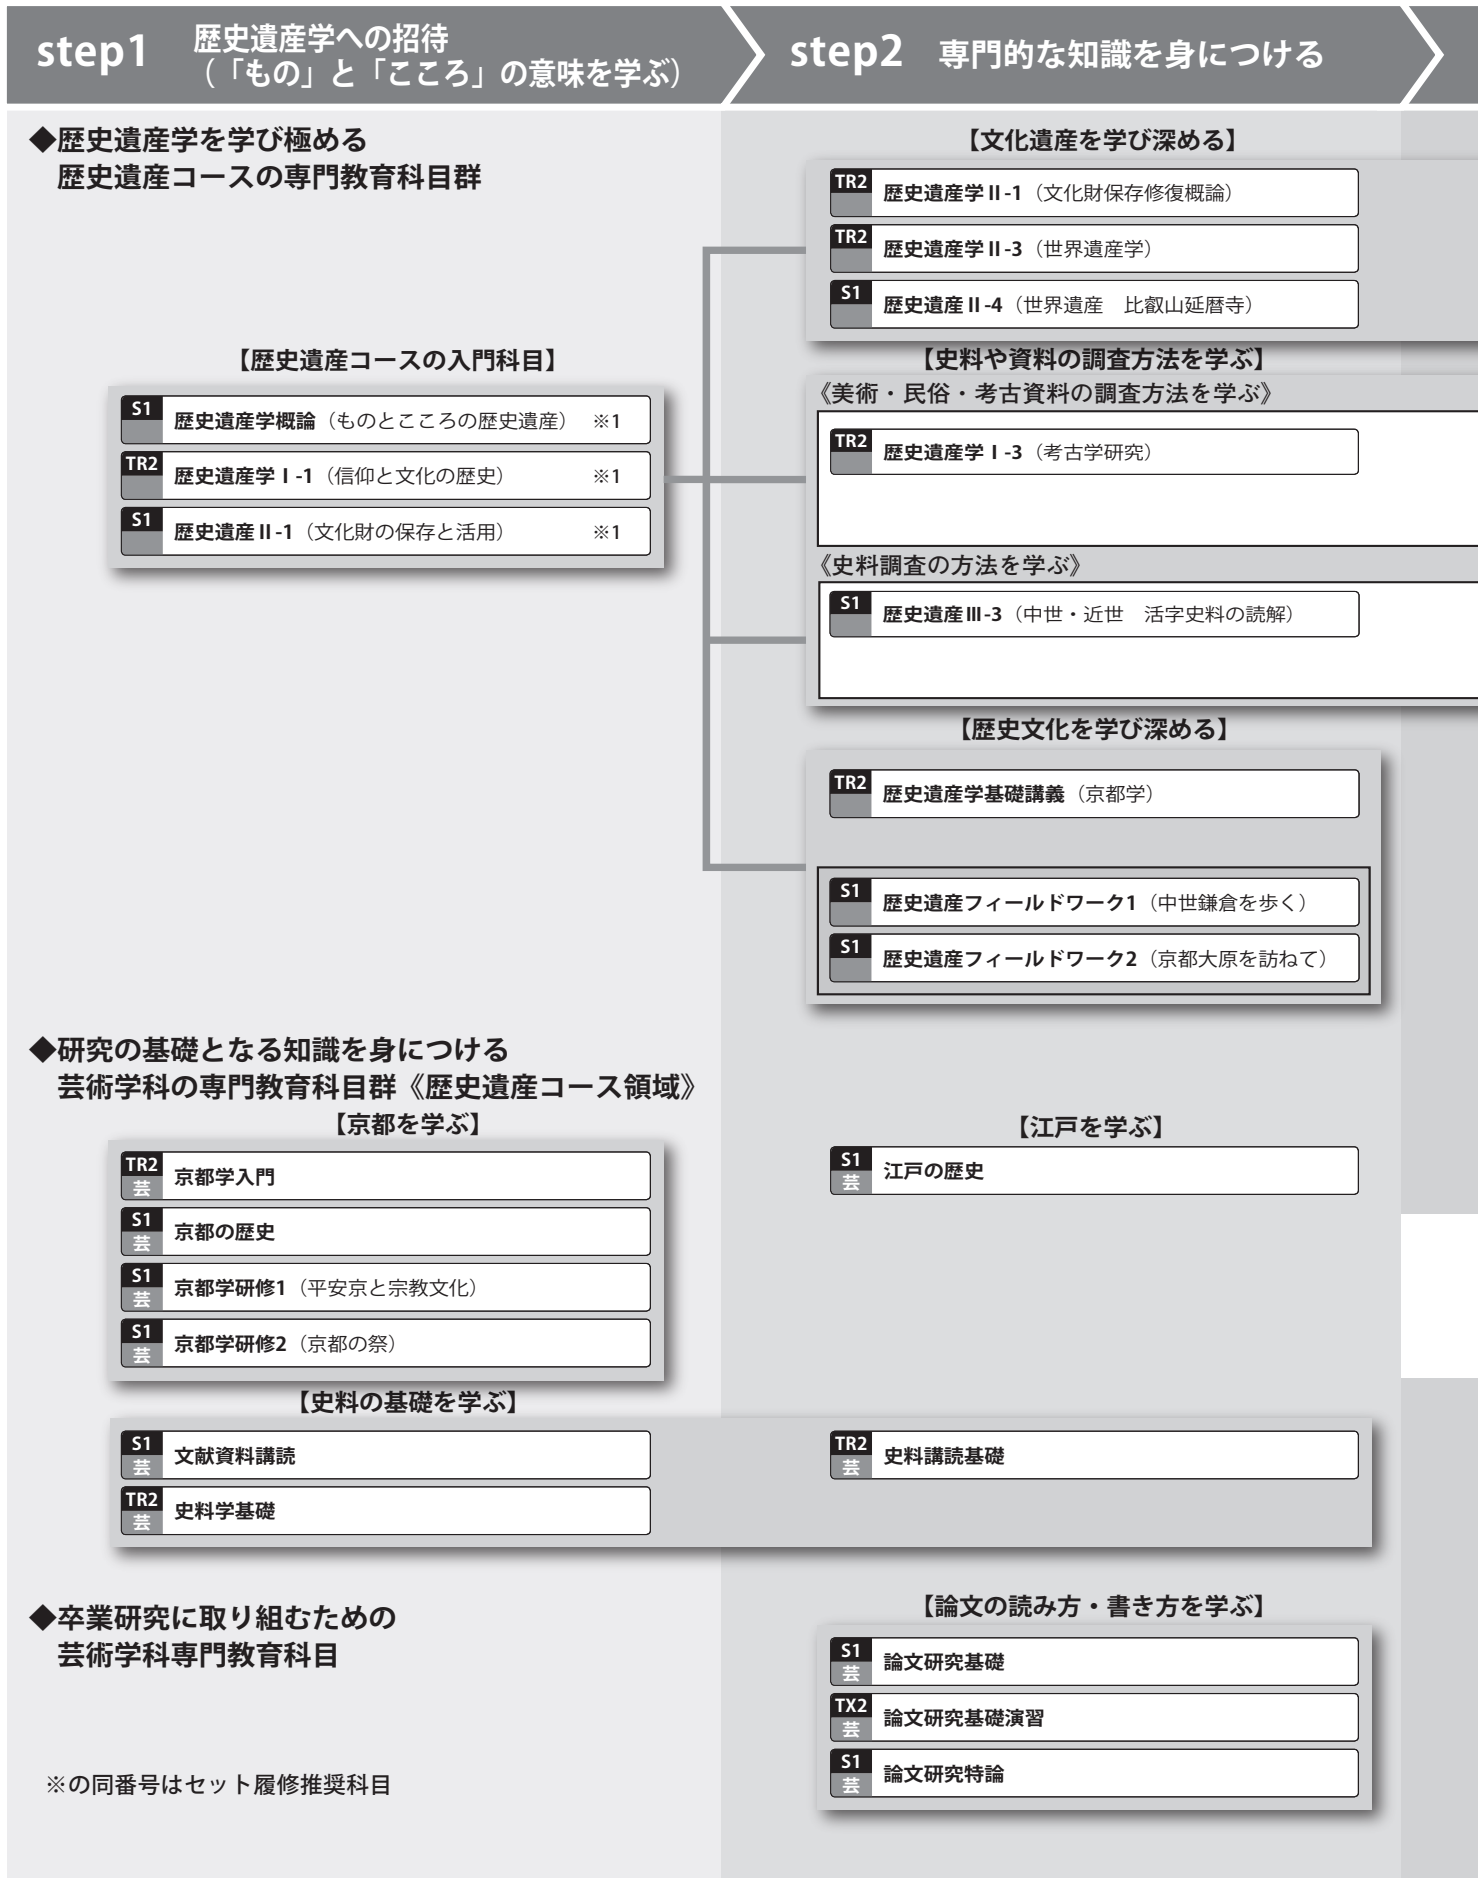 step1
歴史遺産学への招待
（「もの」と「こころ」の意味を学ぶ）
step2 専門的な知識を身につける
◆歴史遺産学を学び極める
歴史遺産コースの専門教育科目群
【歴史遺産コースの入門科目】
S1 歴史遺産学概論（ものとこころの歴史遺産） ※1
TR2 歴史遺産学Ⅰ-1（信仰と文化の歴史） ※1
S1 歴史遺産Ⅱ-1（文化財の保存と活用） ※1
【文化遺産を学び深める】
TR2 歴史遺産学Ⅱ-1（文化財保存修復概論）
TR2 歴史遺産学Ⅱ-3（世界遺産学）
S1 歴史遺産Ⅱ-4（世界遺産　比叡山延暦寺）
【史料や資料の調査方法を学ぶ】
《美術・民俗・考古資料の調査方法を学ぶ》
TR2 歴史遺産学Ⅰ-3（考古学研究）
《史料調査の方法を学ぶ》
S1 歴史遺産Ⅲ-3（中世・近世　活字史料の読解）
【歴史文化を学び深める】
TR2 歴史遺産学基礎講義（京都学）
S1 歴史遺産フィールドワーク1（中世鎌倉を歩く）
S1 歴史遺産フィールドワーク2（京都大原を訪ねて）
◆研究の基礎となる知識を身につける
芸術学科の専門教育科目群《歴史遺産コース領域》
【京都を学ぶ】
TR2 芸 京都学入門
S1 芸 京都の歴史
S1 芸 京都学研修1（平安京と宗教文化）
S1 芸 京都学研修2（京都の祭）
【江戸を学ぶ】
S1 芸 江戸の歴史
【史料の基礎を学ぶ】
S1 芸 文献資料講読
TR2 芸 史料学基礎
TR2 芸 史料講読基礎
◆卒業研究に取り組むための
芸術学科専門教育科目
【論文の読み方・書き方を学ぶ】
S1 芸 論文研究基礎
TX2 芸 論文研究基礎演習
S1 芸 論文研究特論
※の同番号はセット履修推奨科目